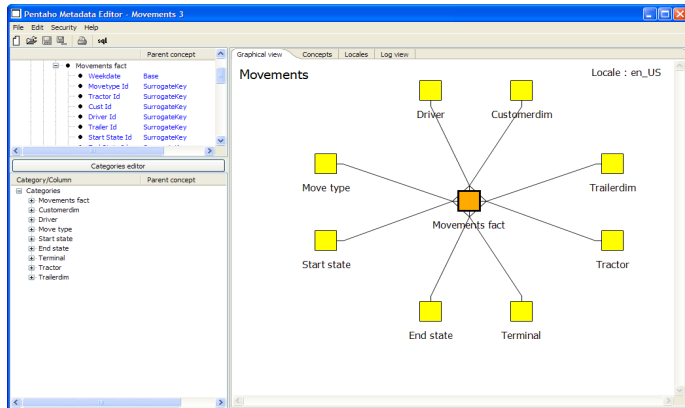 Pentaho Metadata Editor - Movements 3
File Edit Security Help
sql
Parent concept
Movements fact
Weekdate Base
Movetype Id SurrogateKey
Tractor Id SurrogateKey
Cust Id SurrogateKey
Driver Id SurrogateKey
Trailer Id SurrogateKey
Start State Id SurrogateKey
Categories editor
Category/Column Parent concept
Categories
Movements fact
Customerdim
Driver
Move type
Start state
End state
Terminal
Tractor
Trailerdim
Graphical view Concepts Locales Log view
Movements
Locale : en_US
Driver Customerdim
Move type Trailerdim
Movements fact
Start state Tractor
End state Terminal